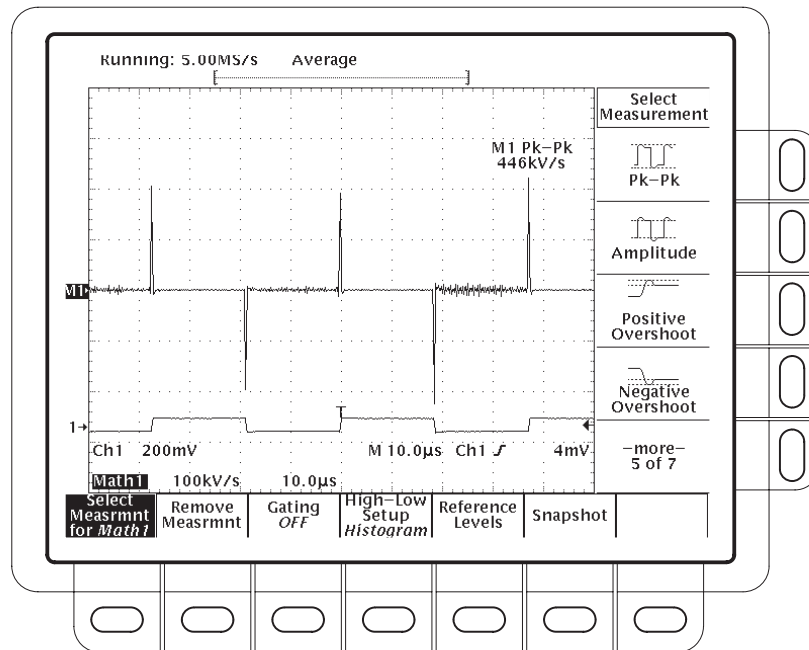 Running: 5.00MS/s Average
Select
Measurement
M1 Pk-Pk
446kV/s
Pk-Pk
Amplitude
M1
Positive
Overshoot
Negative
Overshoot
T
1
Ch1 200mV M 10.0µs Ch1 4mV
-more-
5 of 7
Math1 100kV/s 10.0µs
Select
Measrmnt
for Math1
Remove
Measrmnt
Gating
OFF
High-Low
Setup
Histogram
Reference
Levels
Snapshot